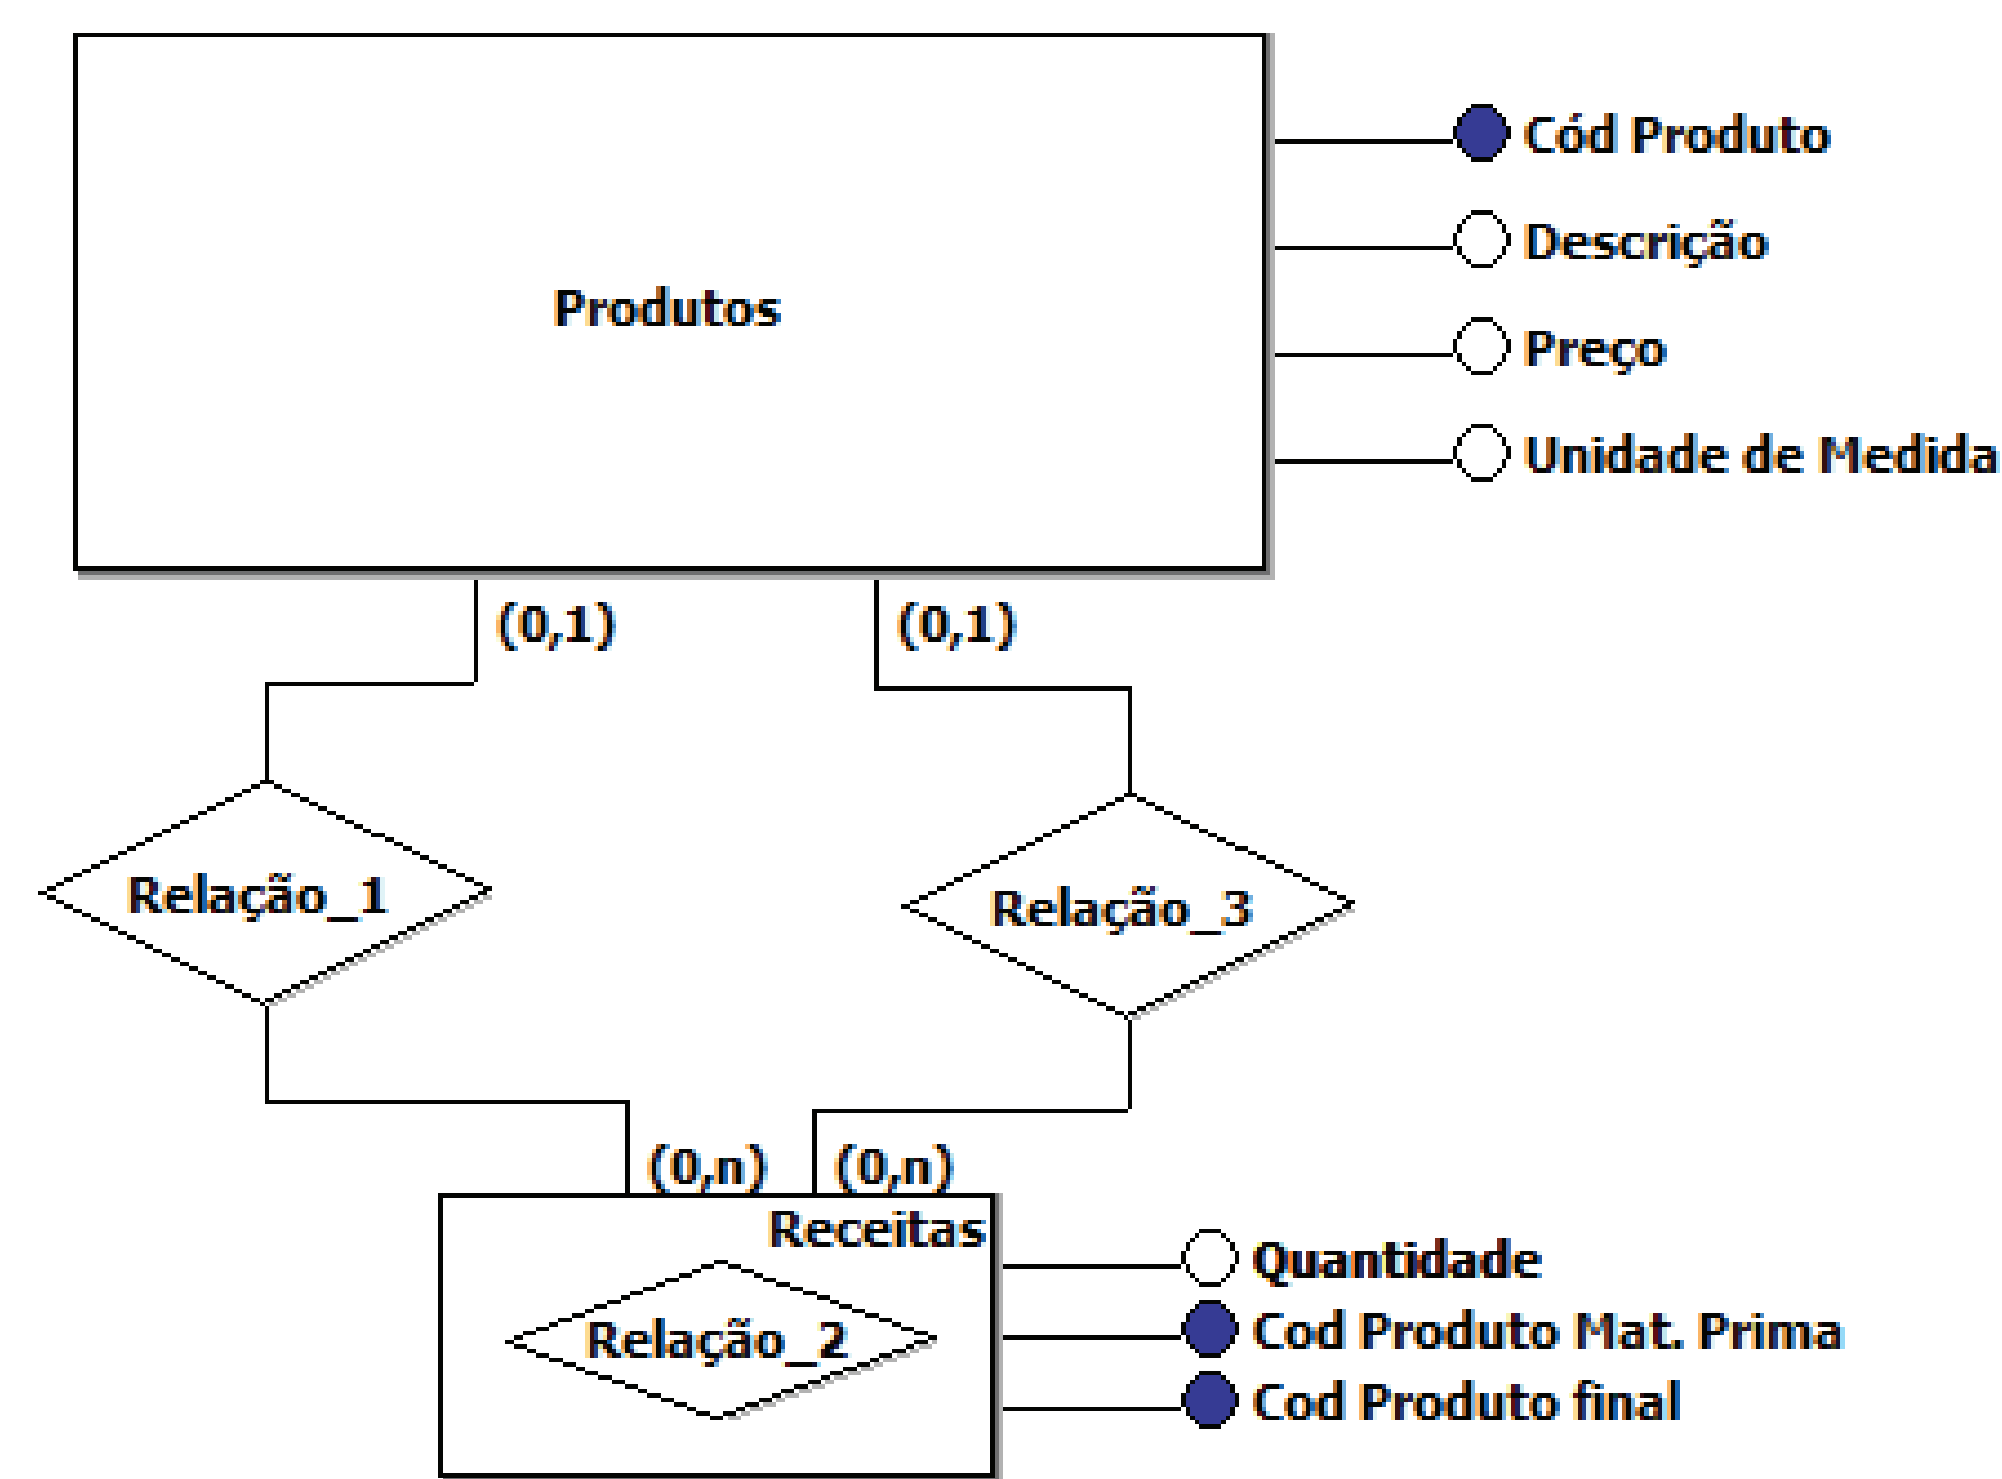 Cód Produto
Descrição
Produtos
Preço
Unidade de Medida
(0,1)
(0,1)
Relação_1
Relação_3
(0,n)
(0,n)
Receitas
Quantidade
Relação_2
Cod Produto Mat. Prima
Cod Produto final